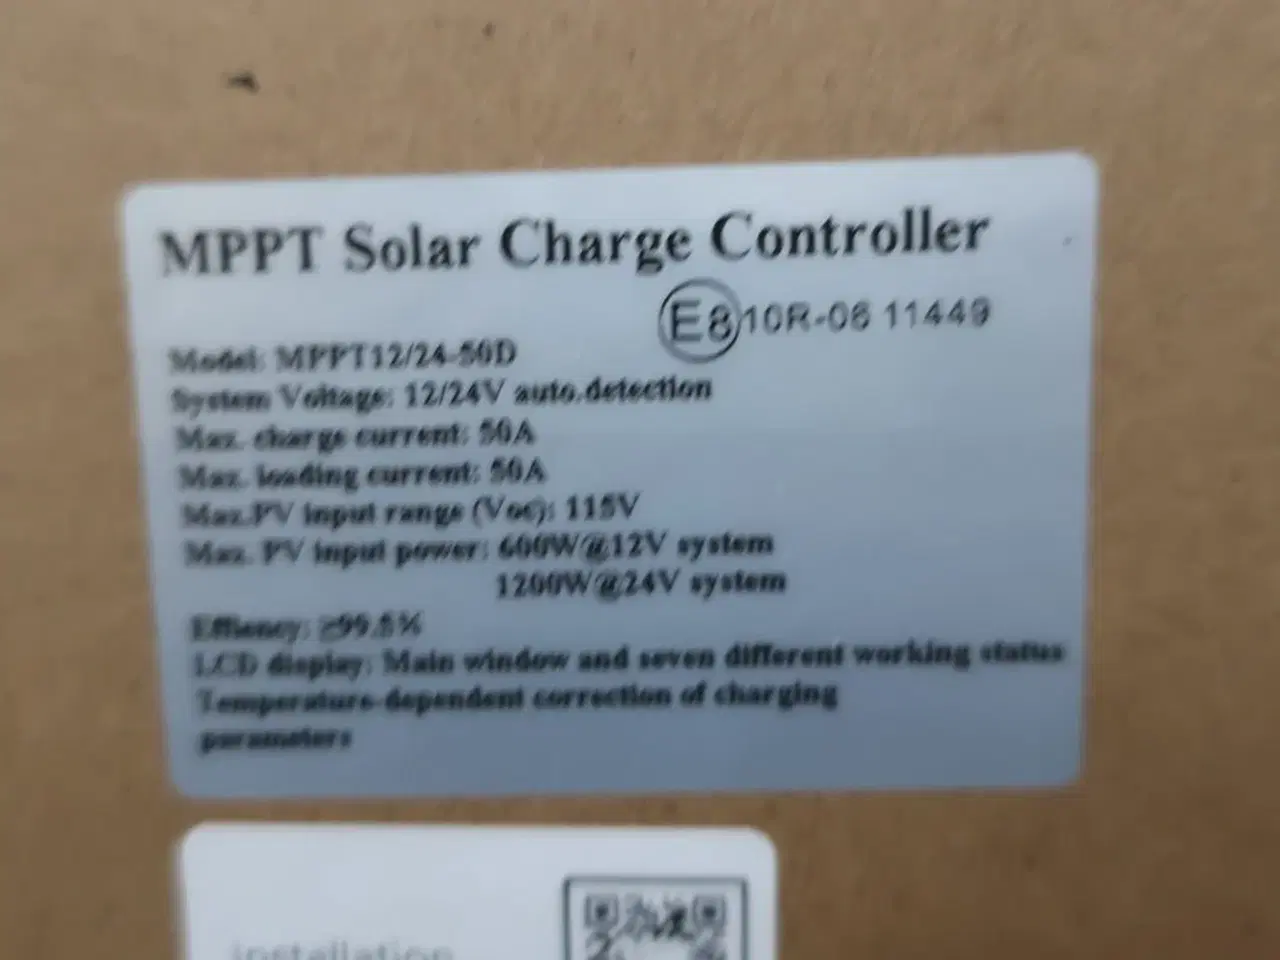 MPPT Solar Charge Controller
E8 10R-06 11449
Model: MPPT12/24-50D
System Voltage: 12/24V auto.detection
Max. charge current: 50A
Max. loading current: 50A
Max.PV input range (Voc): 115V
Max. PV input power: 600W@12V system
1200W@24V system
Effiency: ≥99.5%
LCD display: Main window and seven different working status
Temperature-dependent correction of charging
parameters
installation